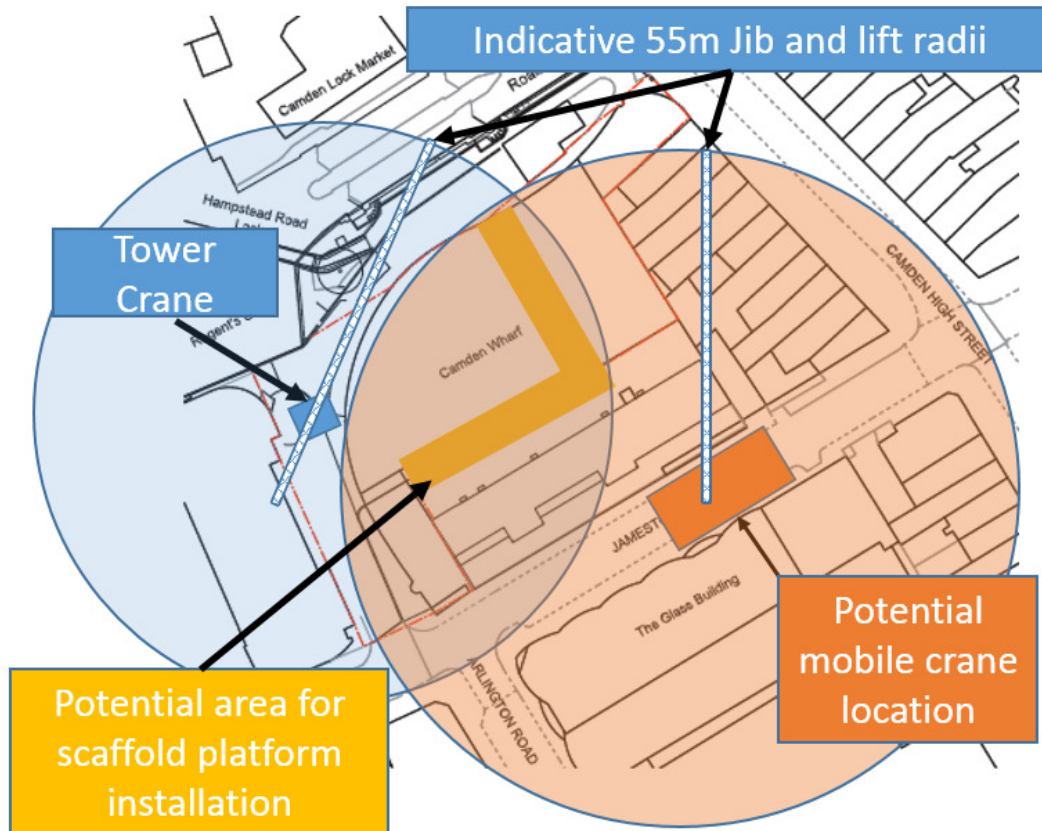 Indicative 55m Jib and lift radii
Camden Lock Market
Road
Hampstead Road
Tower
Crane
Regent's
Camden Wharf
CAMDEN HIGH STREET
The Glass Building
ARLINGTON ROAD
Potential
mobile crane
location
Potential area for
scaffold platform
installation